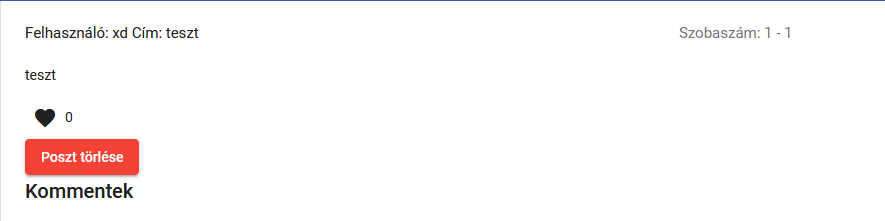 Felhasználó: xd Cím: teszt Szobaszám: 1 - 1
teszt
0
Poszt törlése
Kommentek